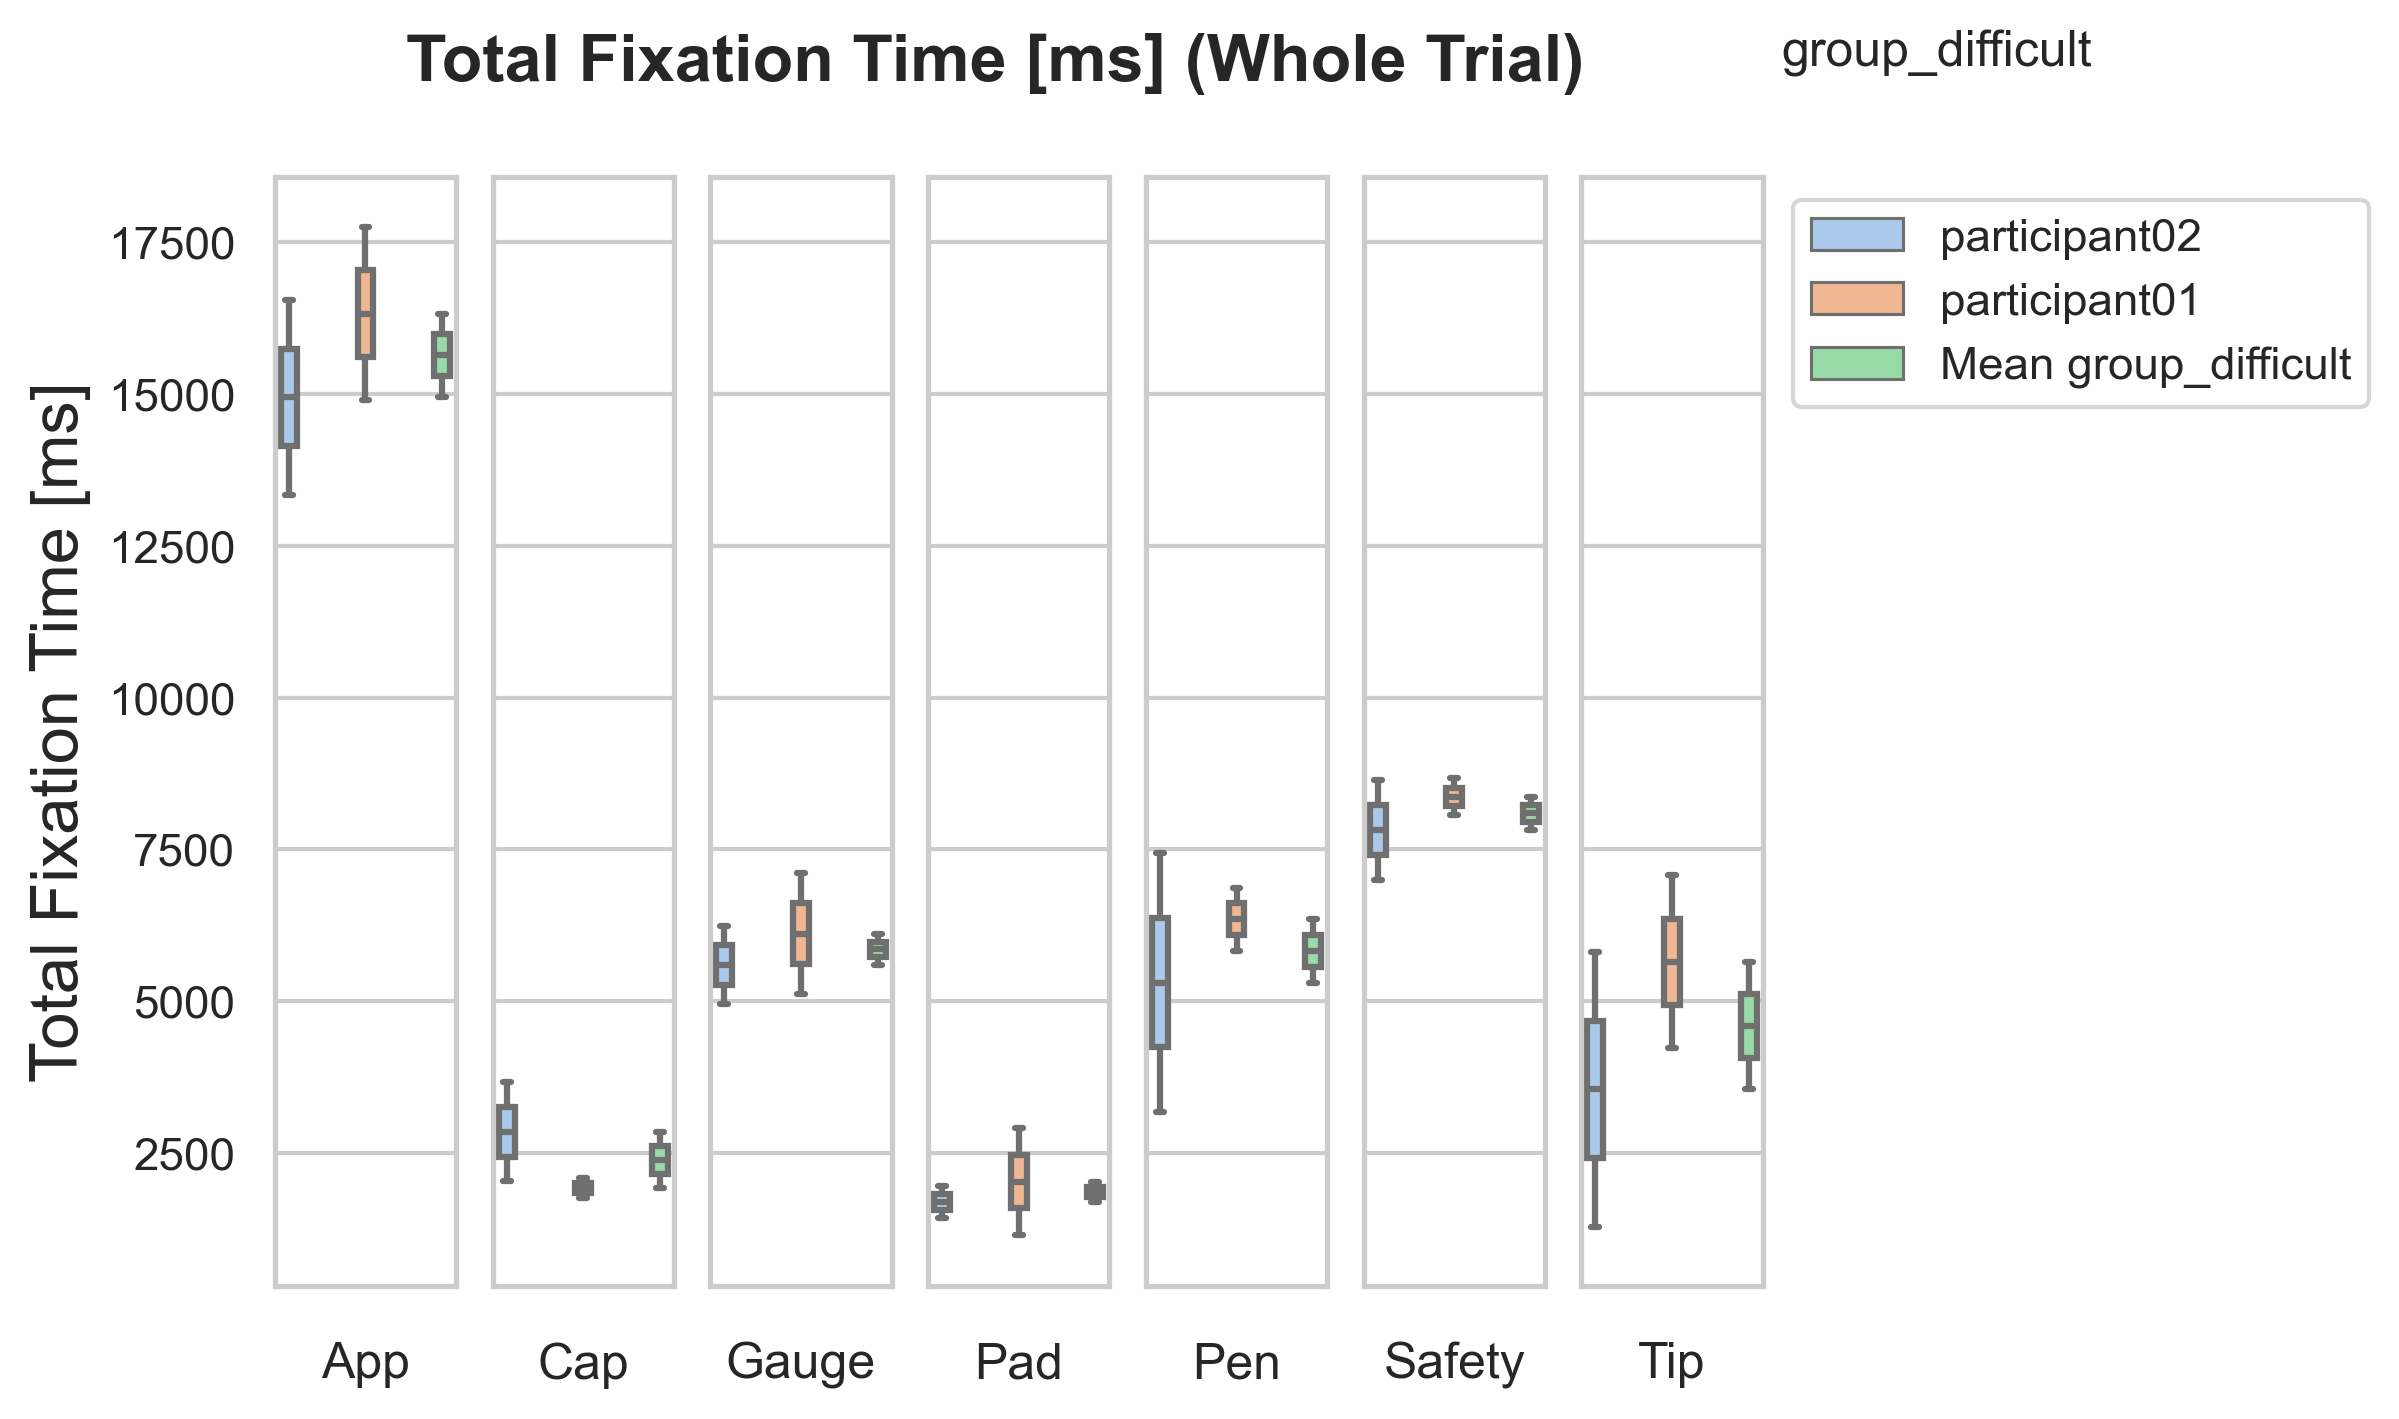 Total Fixation Time [ms] (Whole Trial)
group_difficult
participant02
participant01
Mean group_difficult
Total Fixation Time [ms]
17500
15000
12500
10000
7500
5000
2500
App Cap Gauge Pad Pen Safety Tip